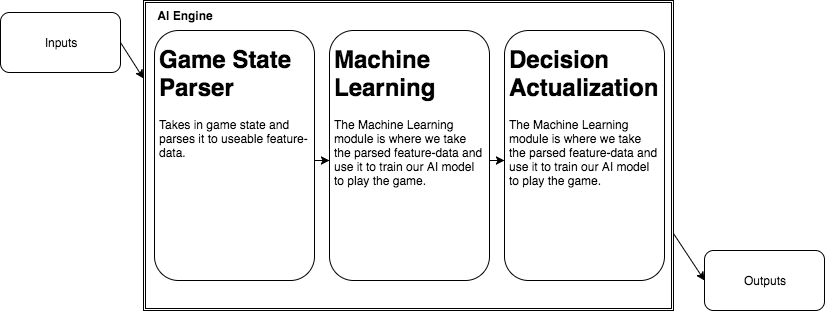 AI Engine
Inputs
Game State
Parser
Takes in game state and
parses it to useable feature-
data.
Machine
Learning
The Machine Learning
module is where we take
the parsed feature-data and
use it to train our AI model
to play the game.
Decision
Actualization
The Machine Learning
module is where we take
the parsed feature-data and
use it to train our AI model
to play the game.
Outputs